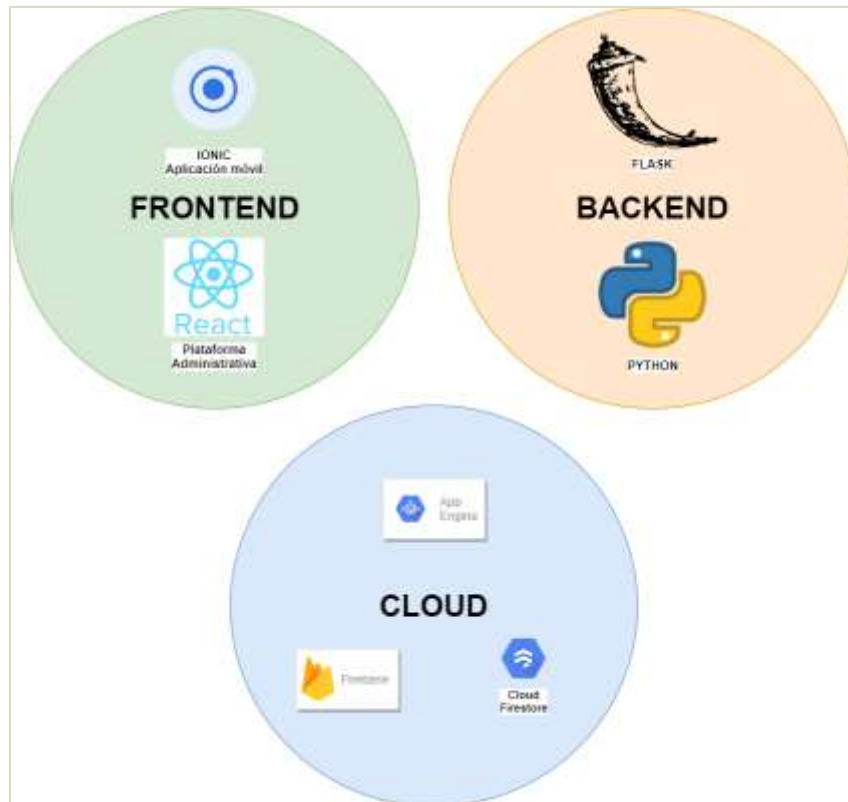 IONIC
Aplicación móvil
FRONTEND
React
Plataforma
Administrativa
FLASK
BACKEND
PYTHON
App
Engine
CLOUD
Firebase
Cloud
Firestore